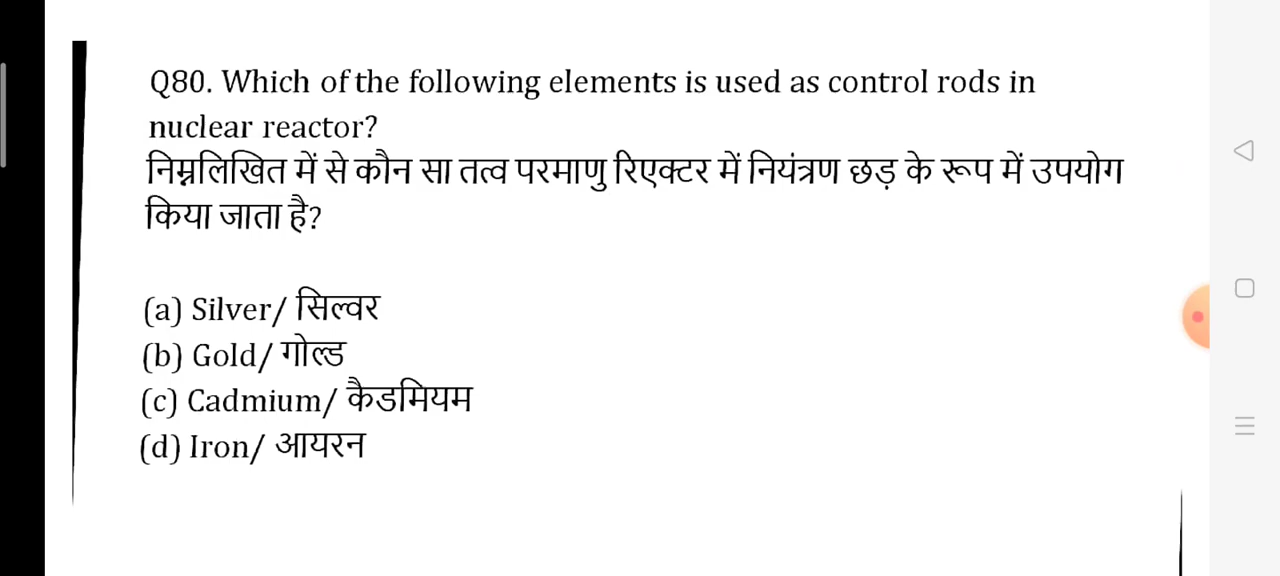 Q80. Which of the following elements is used as control rods in
nuclear reactor?
निम्नलिखित में से कौन सा तत्व परमाणु रिएक्टर में नियंत्रण छड़ के रूप में उपयोग
किया जाता है?
(a) Silver/ सिल्वर
(b) Gold/ गोल्ड
(c) Cadmium/ कैडमियम
(d) Iron/ आयरन